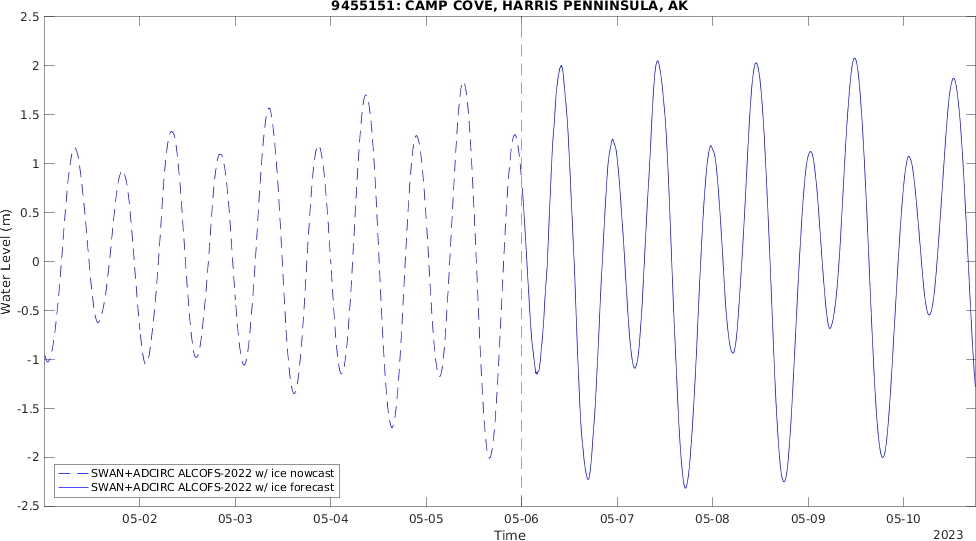 9455151: CAMP COVE, HARRIS PENNINSULA, AK
2.5
2
1.5
1
0.5
0
-0.5
-1
-1.5
-2
-2.5
Water Level (m)
SWAN+ADCIRC ALCOFS-2022 w/ ice nowcast
SWAN+ADCIRC ALCOFS-2022 w/ ice forecast
05-02 05-03 05-04 05-05 05-06 05-07 05-08 05-09 05-10
Time
2023